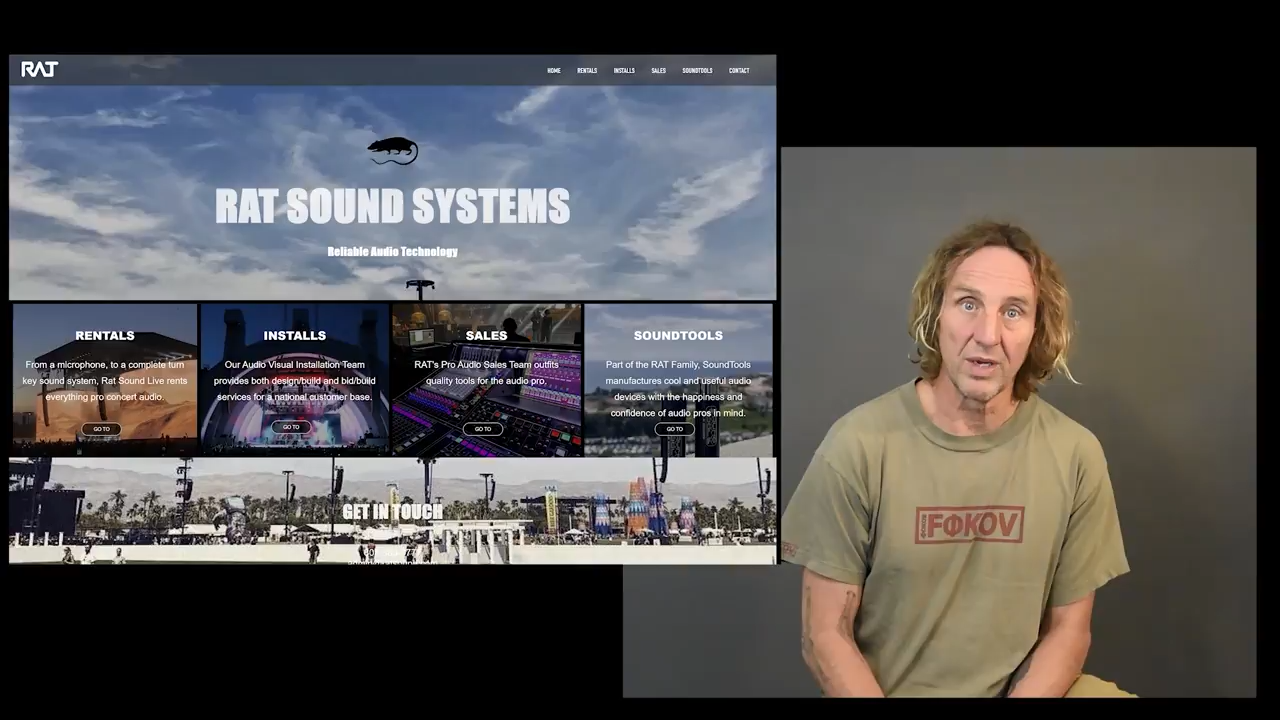 RAT
HOME RENTALS INSTALLS SALES SOUNDTOOLS CONTACT
RAT SOUND SYSTEMS
Reliable Audio Technology
RENTALS
From a microphone, to a complete turn
key sound system, Rat Sound Live rents
everything pro concert audio.
GO TO
INSTALLS
Our Audio Visual Installation Team
provides both design/build and bid/build
services for a national customer base.
GO TO
SALES
RAT's Pro Audio Sales Team outfits
quality tools for the audio pro,
GO TO
SOUNDTOOLS
Part of the RAT Family, SoundTools
manufactures cool and useful audio
devices with the happiness and
confidence of audio pros in mind.
GO TO
GET IN TOUCH
FΦKOV